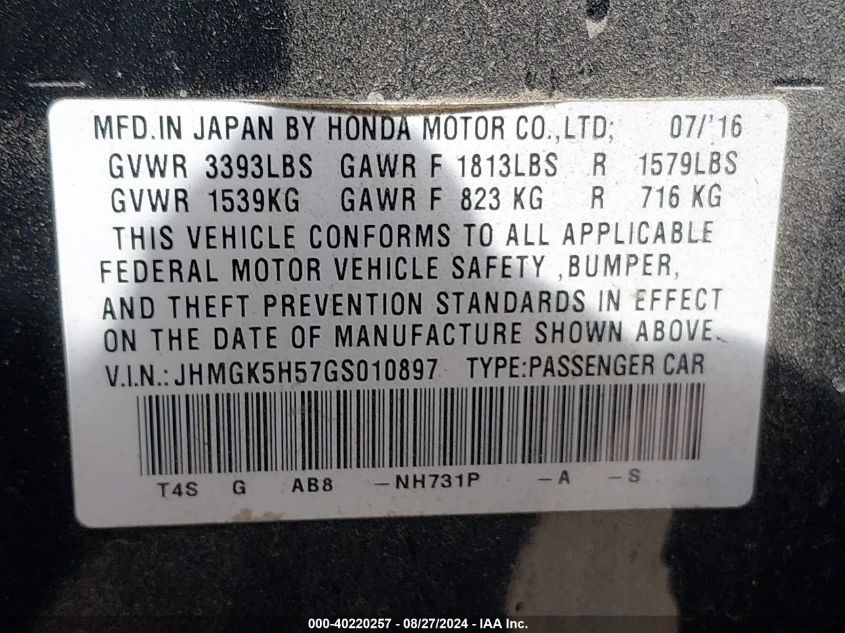 MFD.IN JAPAN BY HONDA MOTOR CO.,LTD; 07/'16
GVWR 3393LBS GAWR F 1813LBS R 1579LBS
GVWR 1539KG GAWR F 823 KG R 716 KG
THIS VEHICLE CONFORMS TO ALL APPLICABLE
FEDERAL MOTOR VEHICLE SAFETY ,BUMPER,
AND THEFT PREVENTION STANDARDS IN EFFECT
ON THE DATE OF MANUFACTURE SHOWN ABOVE.
V.I.N.: JHMGK5H57GS010897 TYPE:PASSENGER CAR
T4S G AB8 -NH731P -A -S
000-40220257 - 08/27/2024 - IAA Inc.